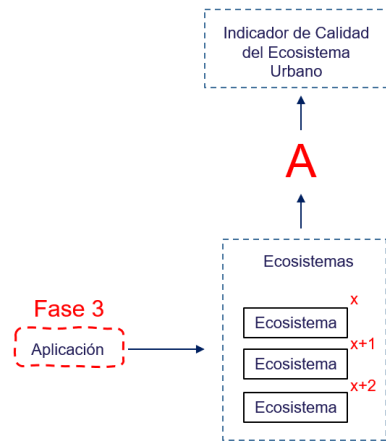 Indicador de Calidad
del Ecosistema
Urbano
A
Ecosistemas
x
Ecosistema
x+1
Ecosistema
x+2
Ecosistema
Fase 3
Aplicación